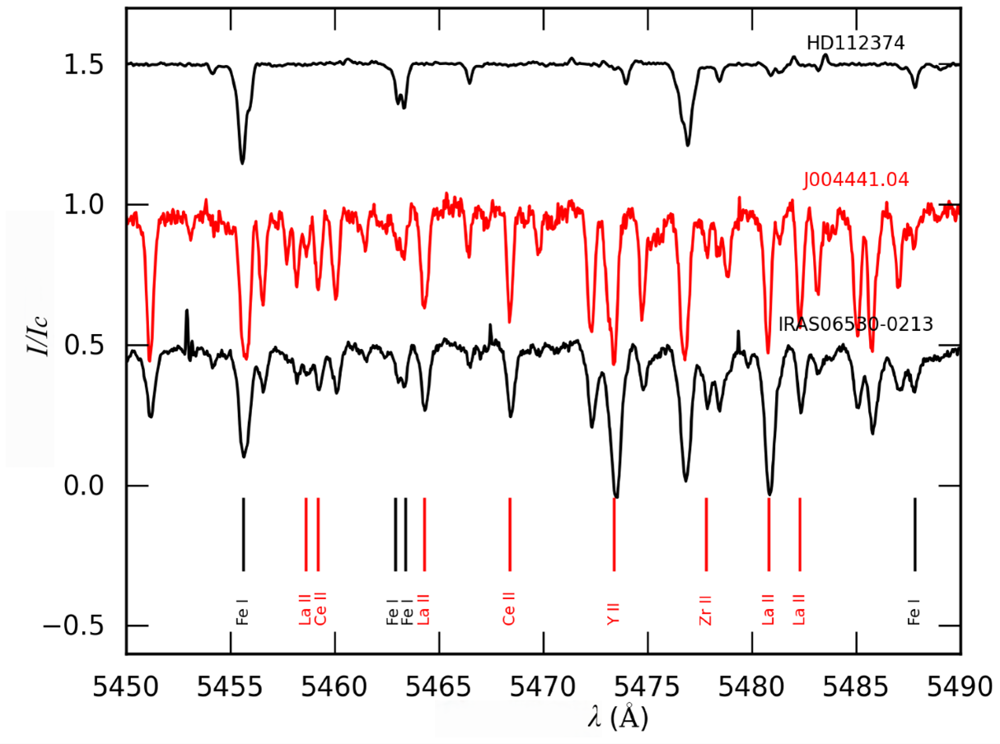 HD112374
1.5
J004441.04
1.0
IRAS06530-0213
0.5
I/Ic
0.0
Fe I
La II
Ce II
Fe I
Fe I
La II
Ce II
Y II
Zr II
La II
La II
Fe I
−0.5
5450 5455 5460 5465 5470 5475 5480 5485 5490
λ (Å)